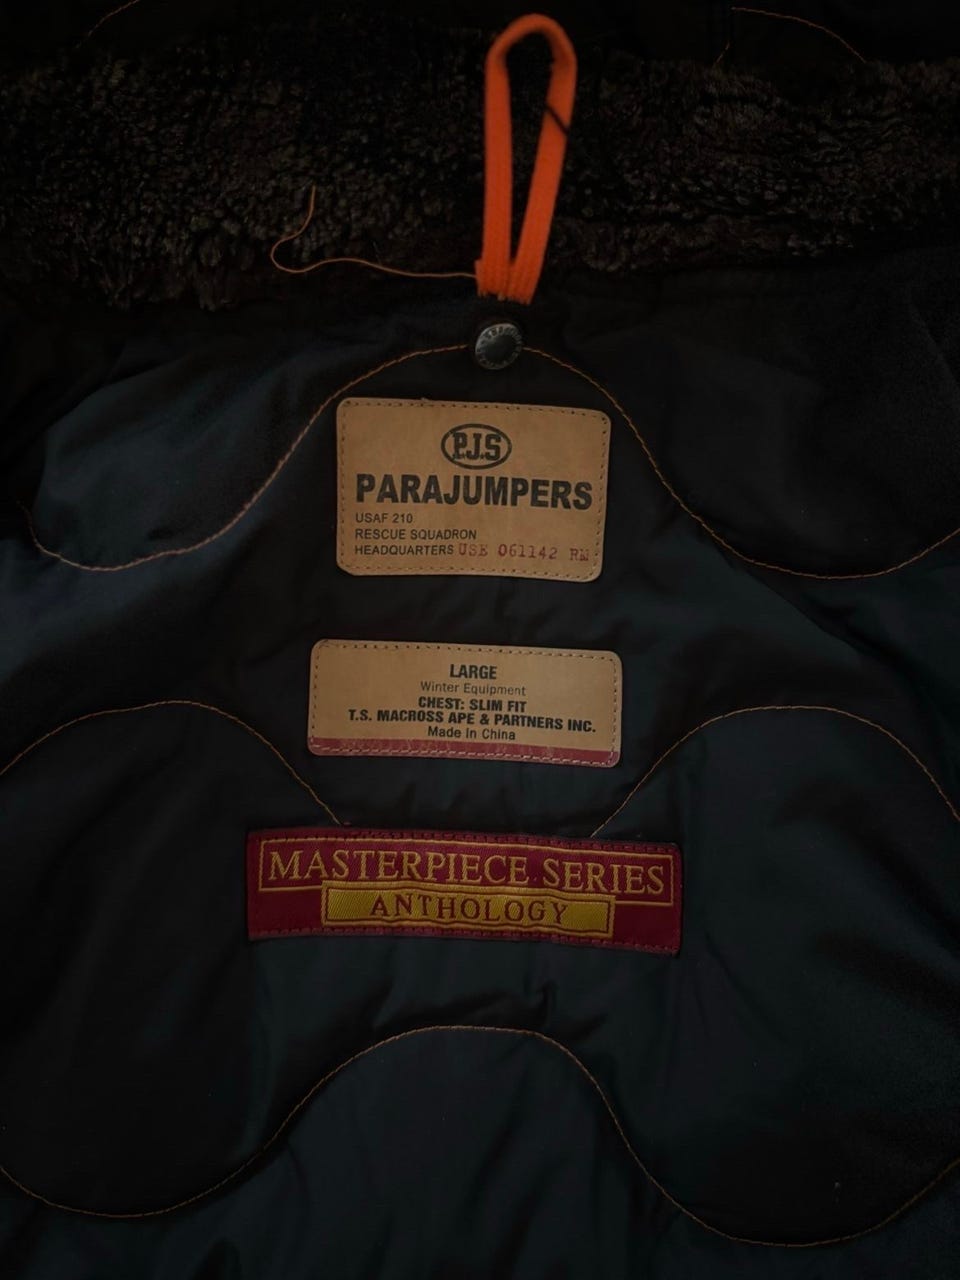 P.J.S
PARAJUMPERS
USAF 210
RESCUE SQUADRON
HEADQUARTERS USE 061142 RM
LARGE
Winter Equipment
CHEST: SLIM FIT
T.S. MACROSS APE & PARTNERS INC.
Made In China
MASTERPIECE SERIES
ANTHOLOGY